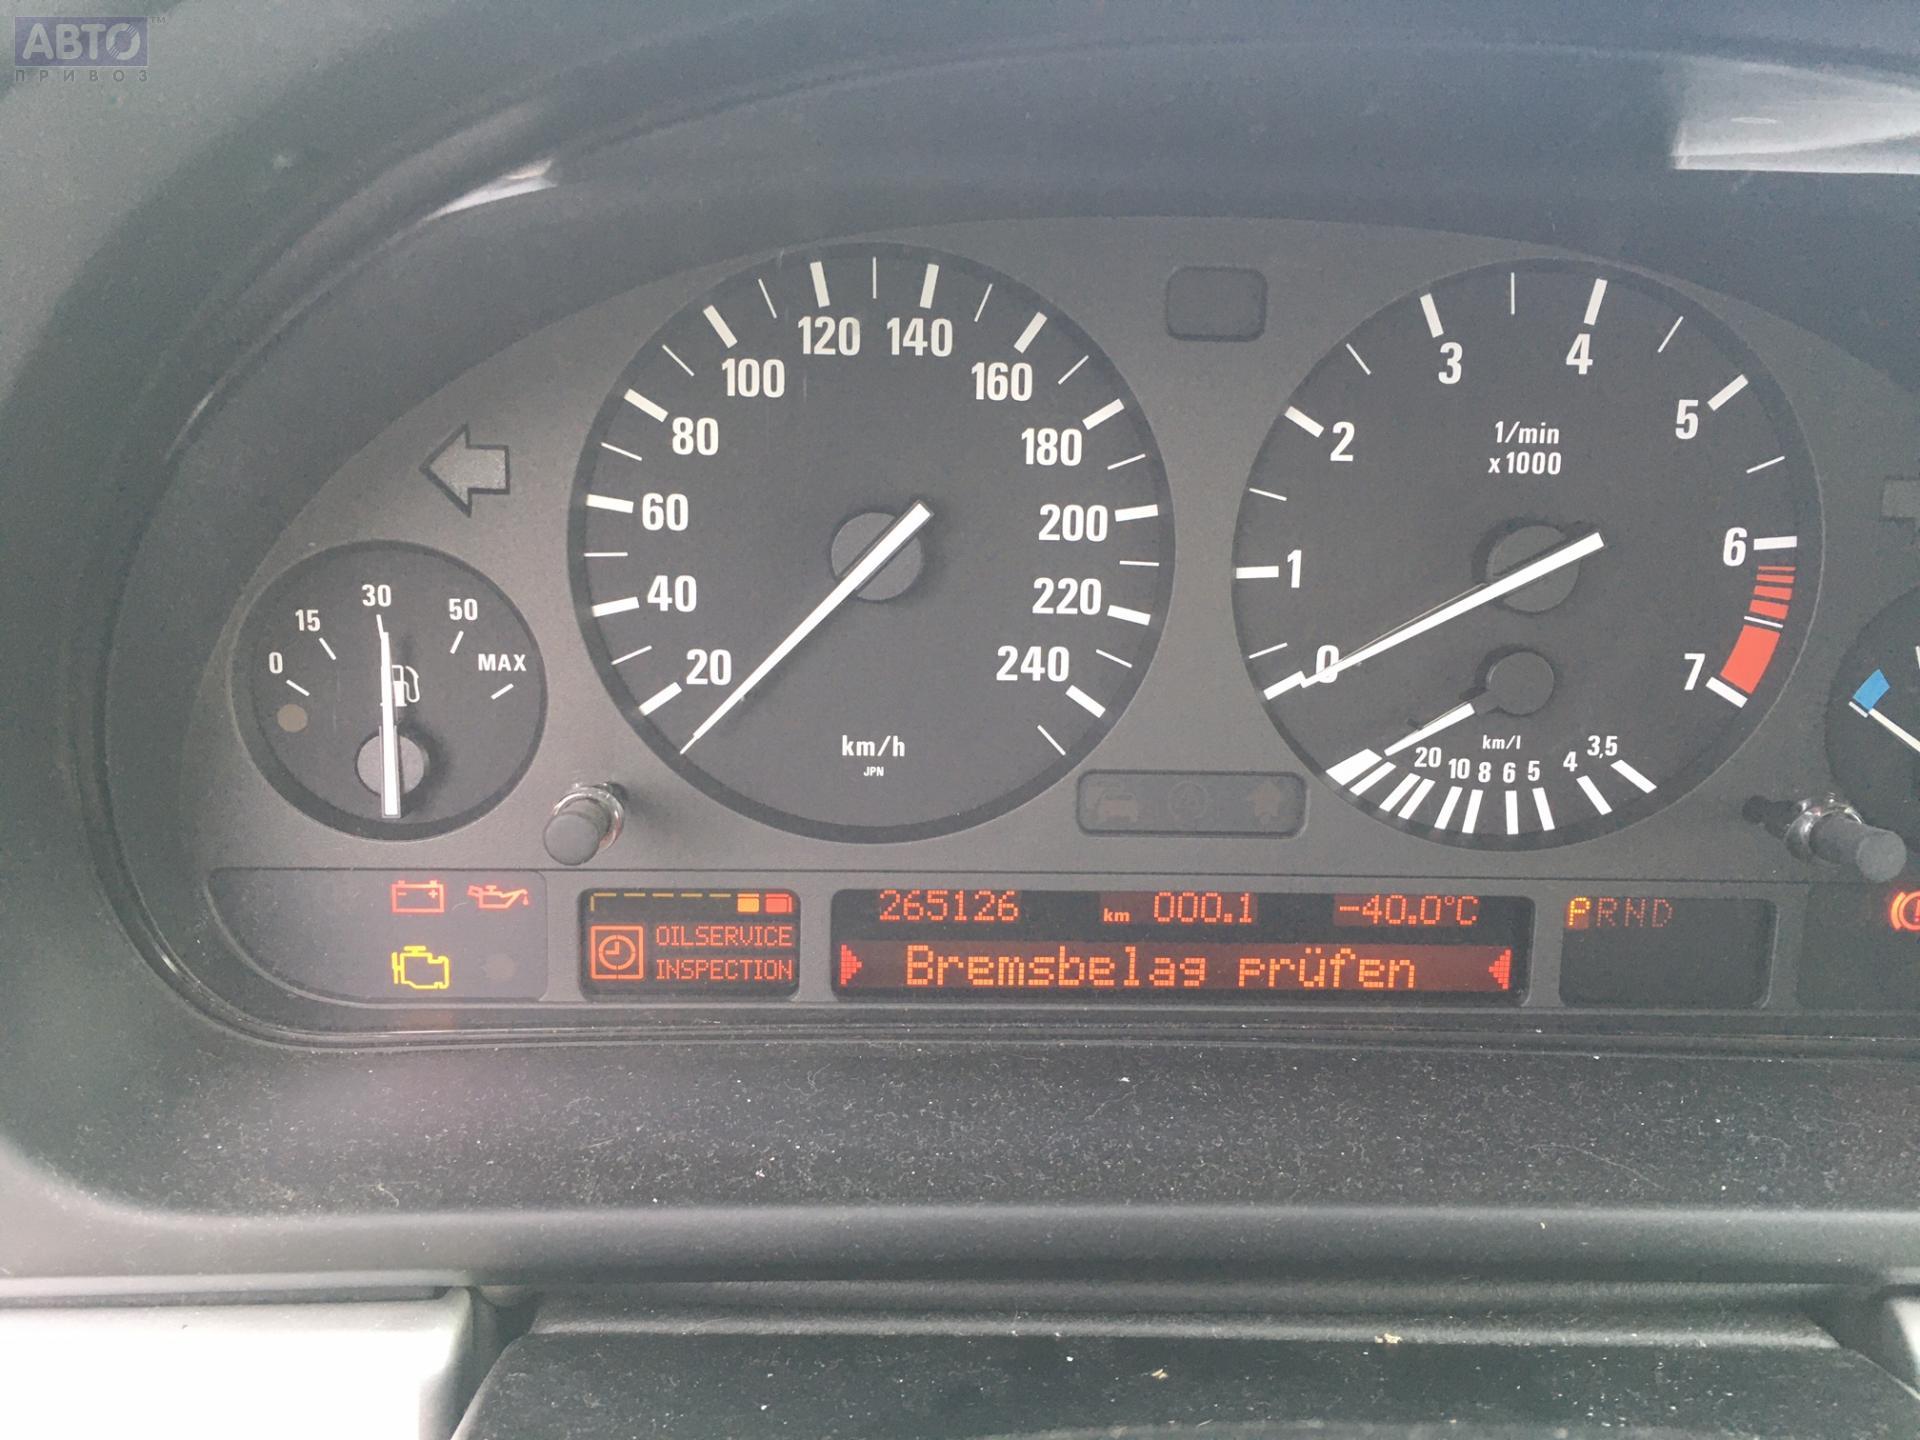 АВТО™
ПРИВОЗ
0
15
30
50
MAX
20
40
60
80
100
120
140
160
180
200
220
240
km/h
JPN
0
1
2
3
4
5
6
7
1/min
x1000
km/l
20 10 8 6 5 4 3,5
OILSERVICE
INSPECTION
265126 km 000.1 -40.0°C
Bremsbelag prüfen
PRND